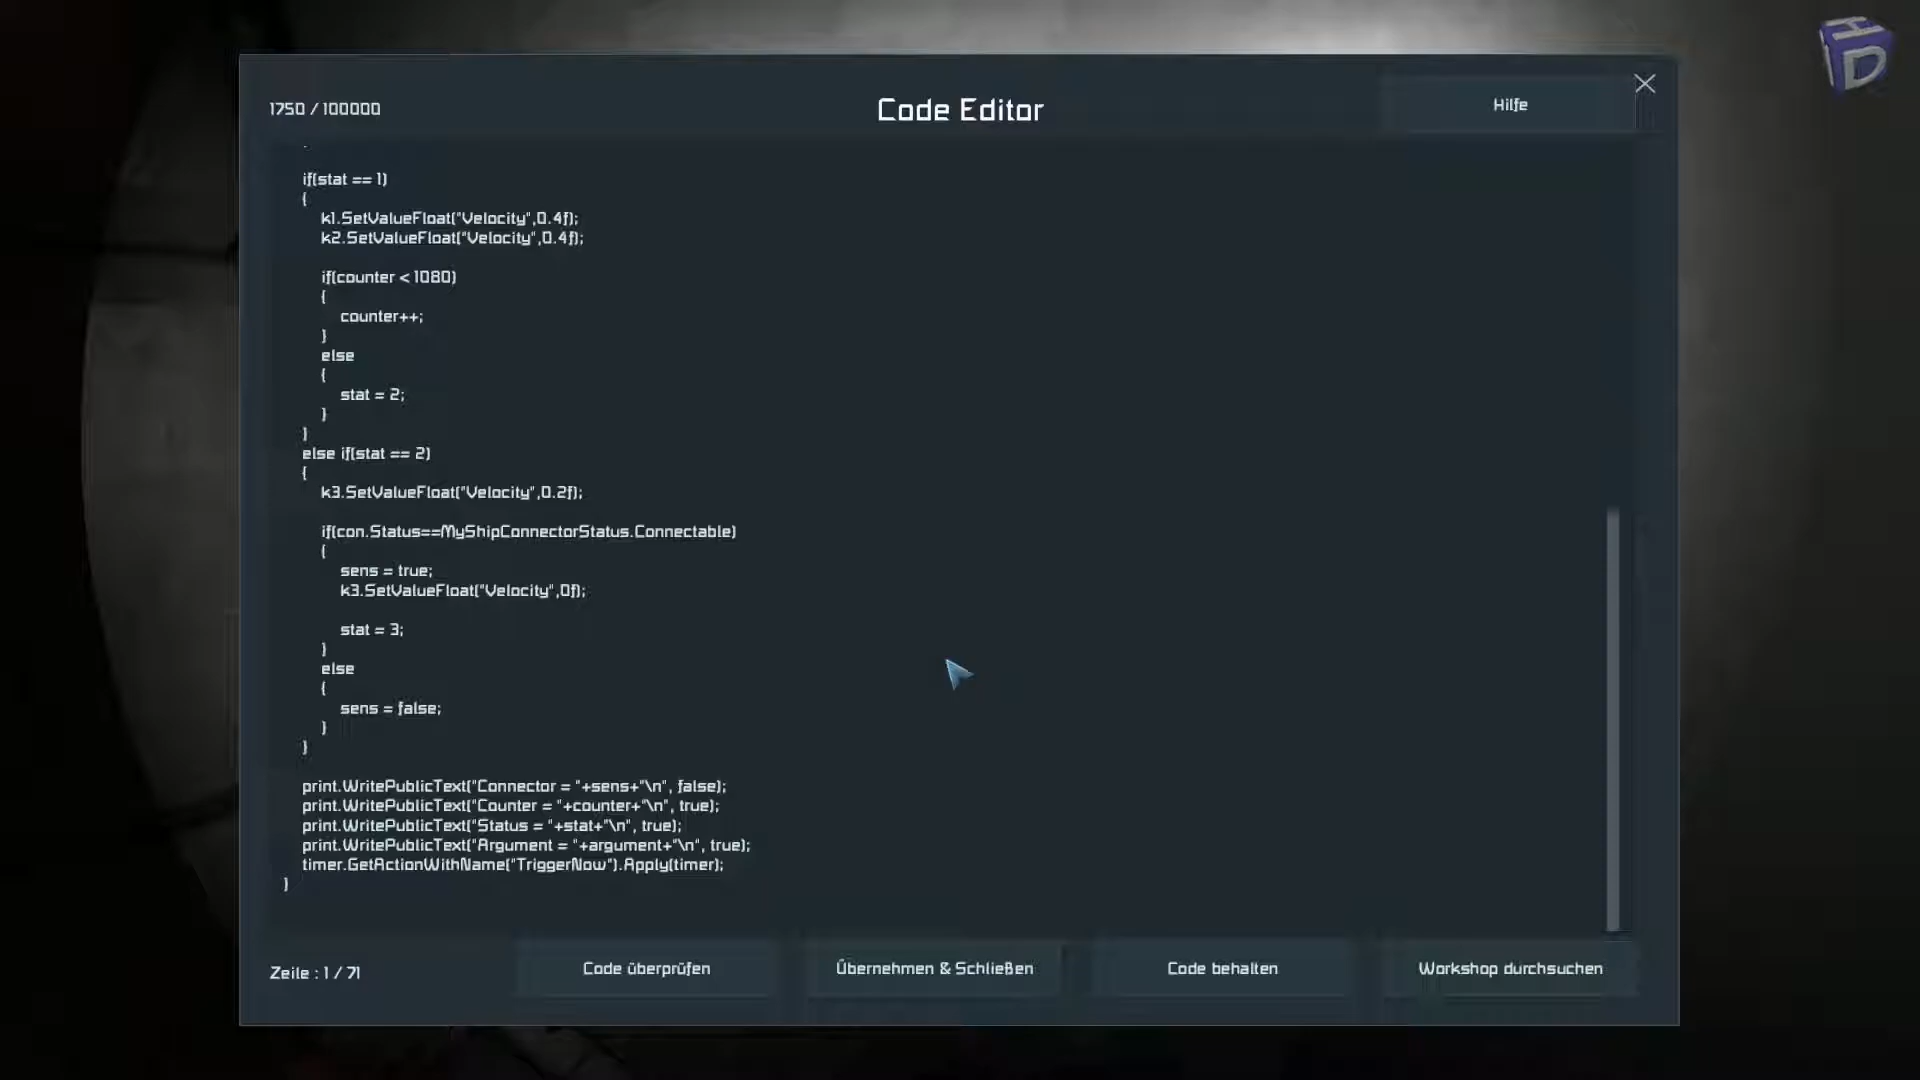 1750 / 100000
Code Editor
Hilfe
if(stat == 1)
{
k1.SetValueFloat("Velocity",0.4f);
k2.SetValueFloat("Velocity",0.4f);
if(counter < 1080)
{
counter++;
}
else
{
stat = 2;
}
}
else if(stat == 2)
{
k3.SetValueFloat("Velocity",0.2f);
if(con.Status==MyShipConnectorStatus.Connectable)
{
sens = true;
k3.SetValueFloat("Velocity",0f);
stat = 3;
}
else
{
sens = false;
}
}
print.WritePublicText("Connector = "+sens+"\n", false);
print.WritePublicText("Counter = "+counter+"\n", true);
print.WritePublicText("Status = "+stat+"\n", true);
print.WritePublicText("Argument = "+argument+"\n", true);
timer.GetActionWithName("TriggerNow").Apply(timer);
}
Zeile : 1 / 71
Code überprüfen
Übernehmen & Schließen
Code behalten
Workshop durchsuchen